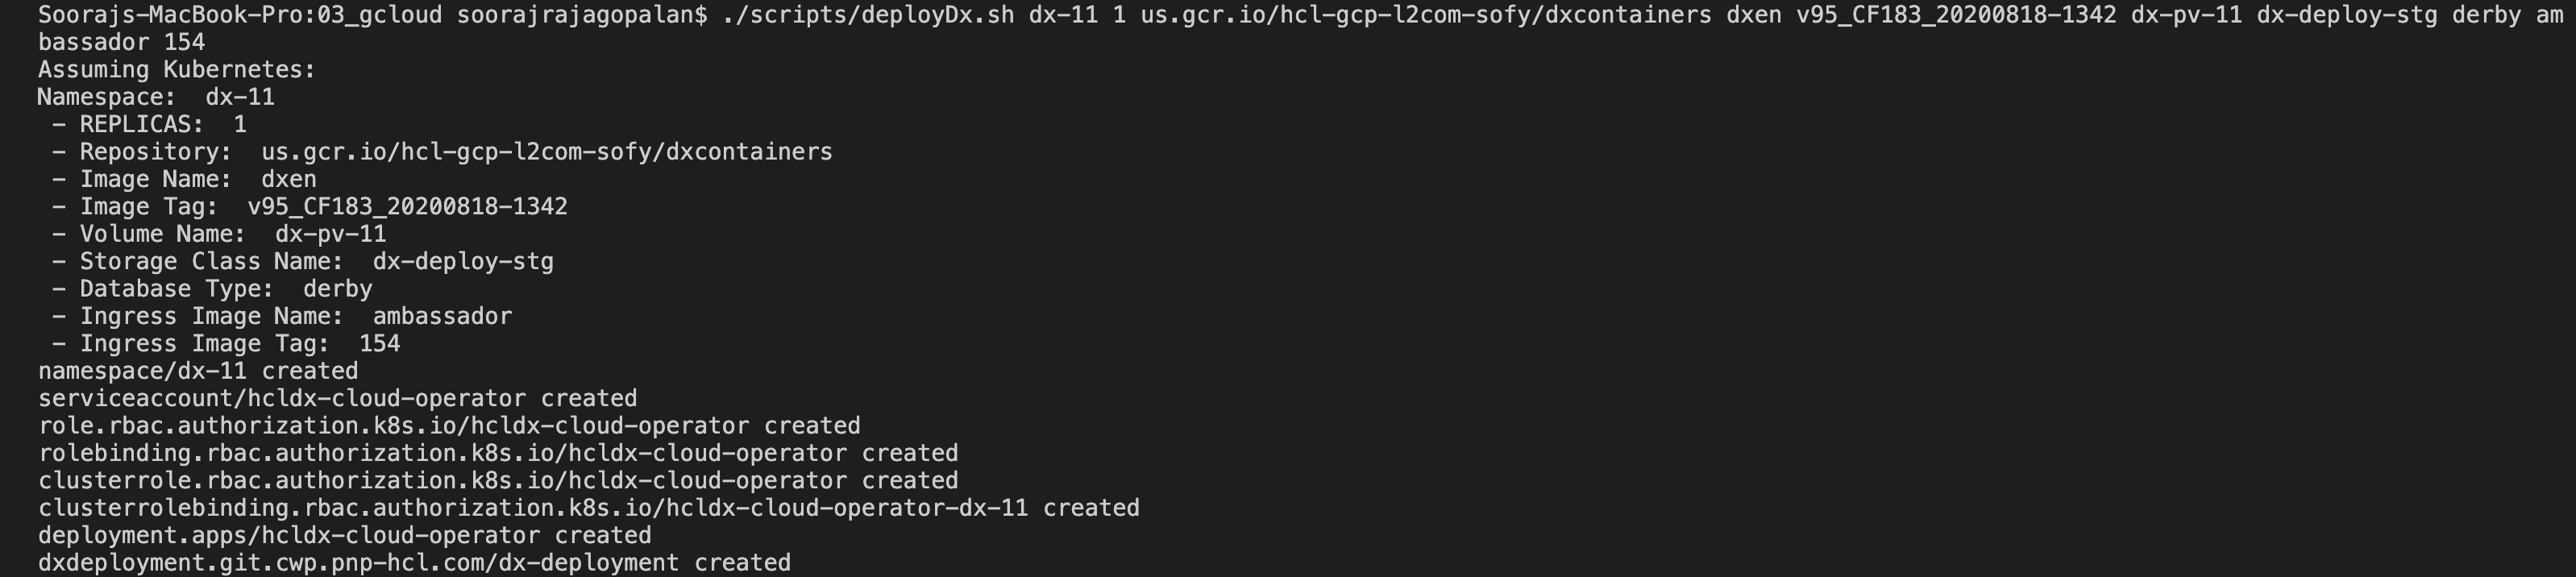 Soorajs-MacBook-Pro:03_gcloud soorajrajagopalan$ ./scripts/deployDx.sh dx-11 1 us.gcr.io/hcl-gcp-l2com-sofy/dxcontainers dxen v95_CF183_20200818-1342 dx-pv-11 dx-deploy-stg derby am
bassador 154
Assuming Kubernetes:
Namespace:  dx-11
 - REPLICAS:  1
 - Repository:  us.gcr.io/hcl-gcp-l2com-sofy/dxcontainers
 - Image Name:  dxen
 - Image Tag:  v95_CF183_20200818-1342
 - Volume Name:  dx-pv-11
 - Storage Class Name:  dx-deploy-stg
 - Database Type:  derby
 - Ingress Image Name:  ambassador
 - Ingress Image Tag:  154
namespace/dx-11 created
serviceaccount/hcldx-cloud-operator created
role.rbac.authorization.k8s.io/hcldx-cloud-operator created
rolebinding.rbac.authorization.k8s.io/hcldx-cloud-operator created
clusterrole.rbac.authorization.k8s.io/hcldx-cloud-operator created
clusterrolebinding.rbac.authorization.k8s.io/hcldx-cloud-operator-dx-11 created
deployment.apps/hcldx-cloud-operator created
dxdeployment.git.cwp.pnp-hcl.com/dx-deployment created